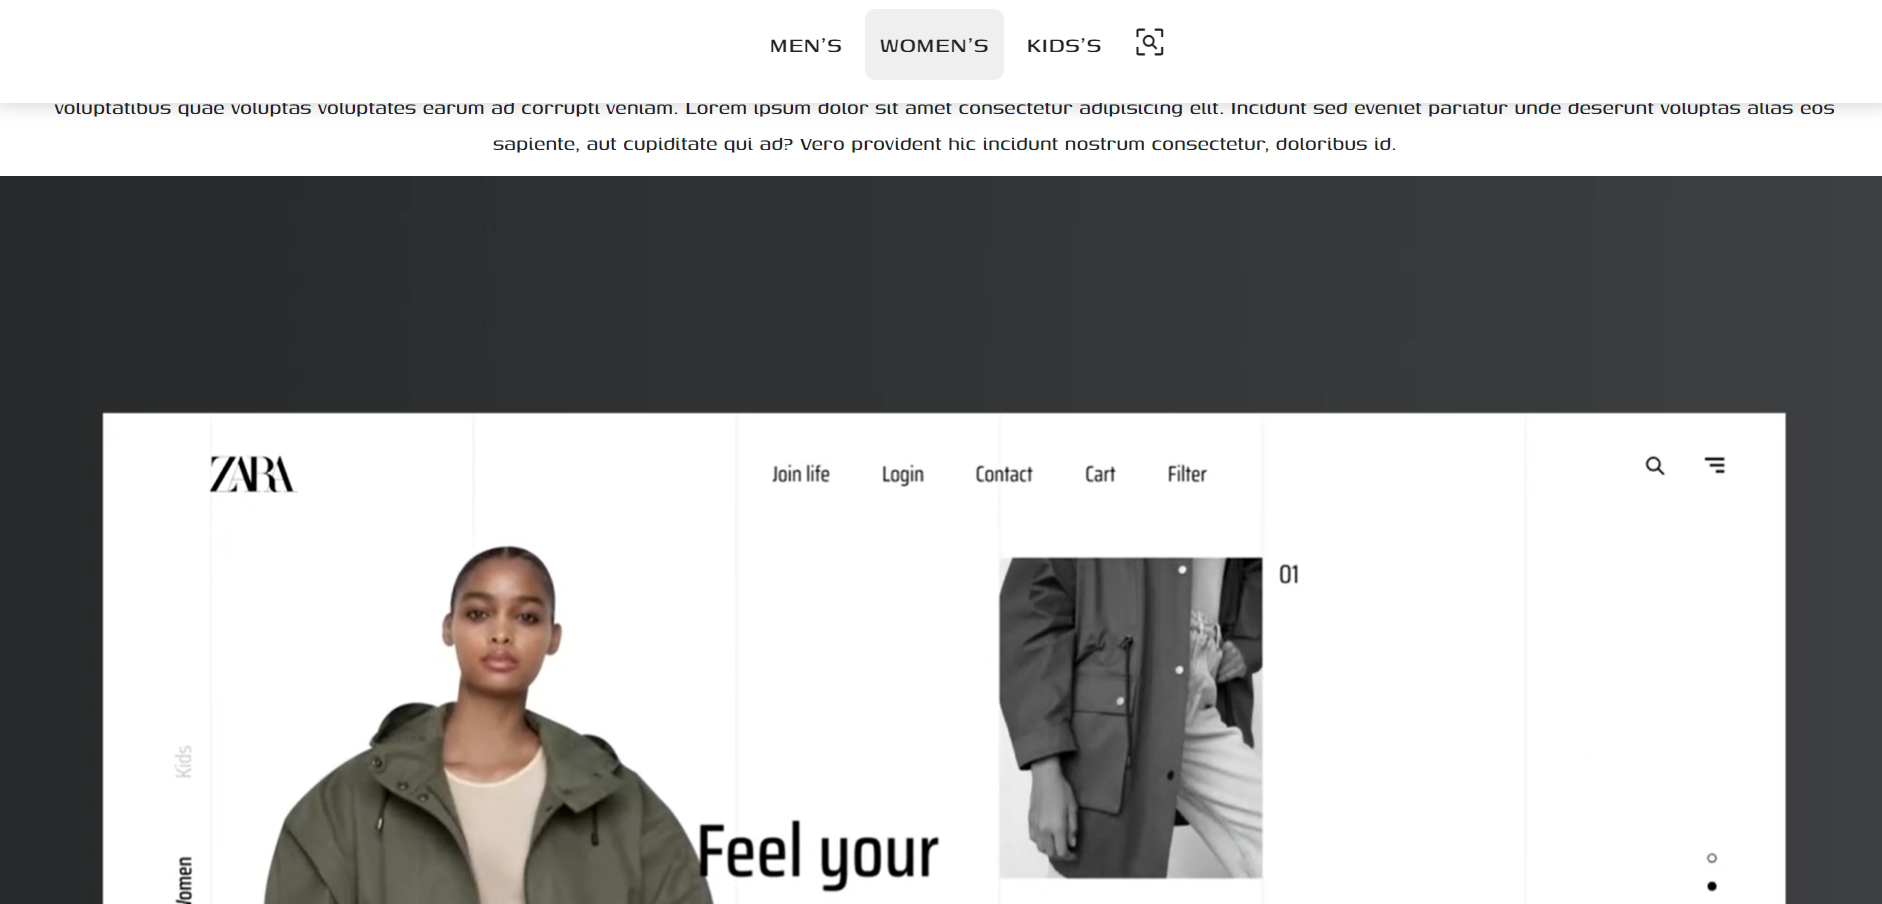 MEN'S WOMEN'S KIDS'S
voluptatibus quae voluptas voluptates earum ad corrupti veniam. Lorem ipsum dolor sit amet consectetur adipisicing elit. Incidunt sed eveniet pariatur unde deserunt voluptas alias eos
sapiente, aut cupiditate qui ad? Vero provident hic incidunt nostrum consectetur, doloribus id.
ZARA Join life Login Contact Cart Filter
01
Kids
Feel your